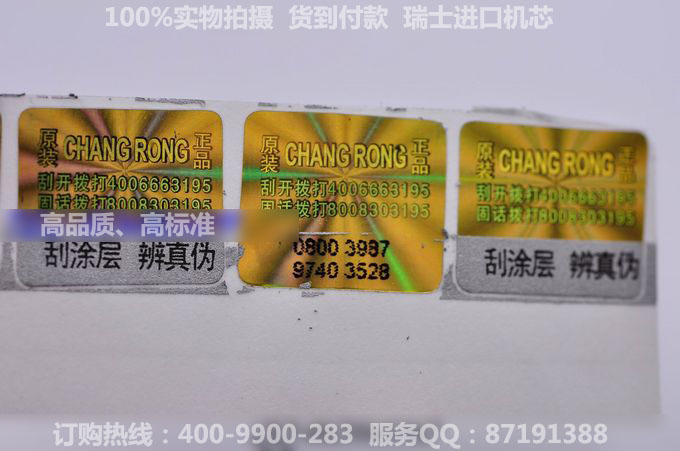 100%实物拍摄 货到付款 瑞士进口机芯
原装 CHANG RONG 正品
刮开拨打4006663195
固话拨打8008303195
刮涂层 辨真伪
原装 CHANG RONG 正品
刮开拨打4006663195
固话拨打8008303195
0800 3987
9740 3528
原装 CHANG RONG 正品
刮开拨打4006663195
固话拨打8008303195
刮涂层 辨真伪
高品质、高标准
订购热线：400-9900-283 服务QQ：87191388